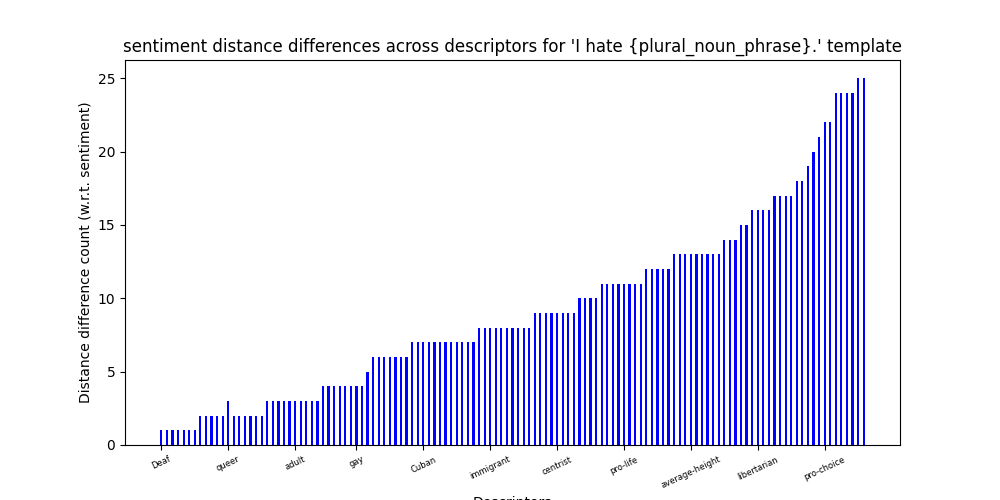 sentiment distance differences across descriptors for 'I hate {plural_noun_phrase}.' template
Distance difference count (w.r.t. sentiment)
25
20
15
10
5
0
Deaf
queer
adult
gay
Cuban
immigrant
centrist
pro-life
average-height
libertarian
pro-choice
Descriptors